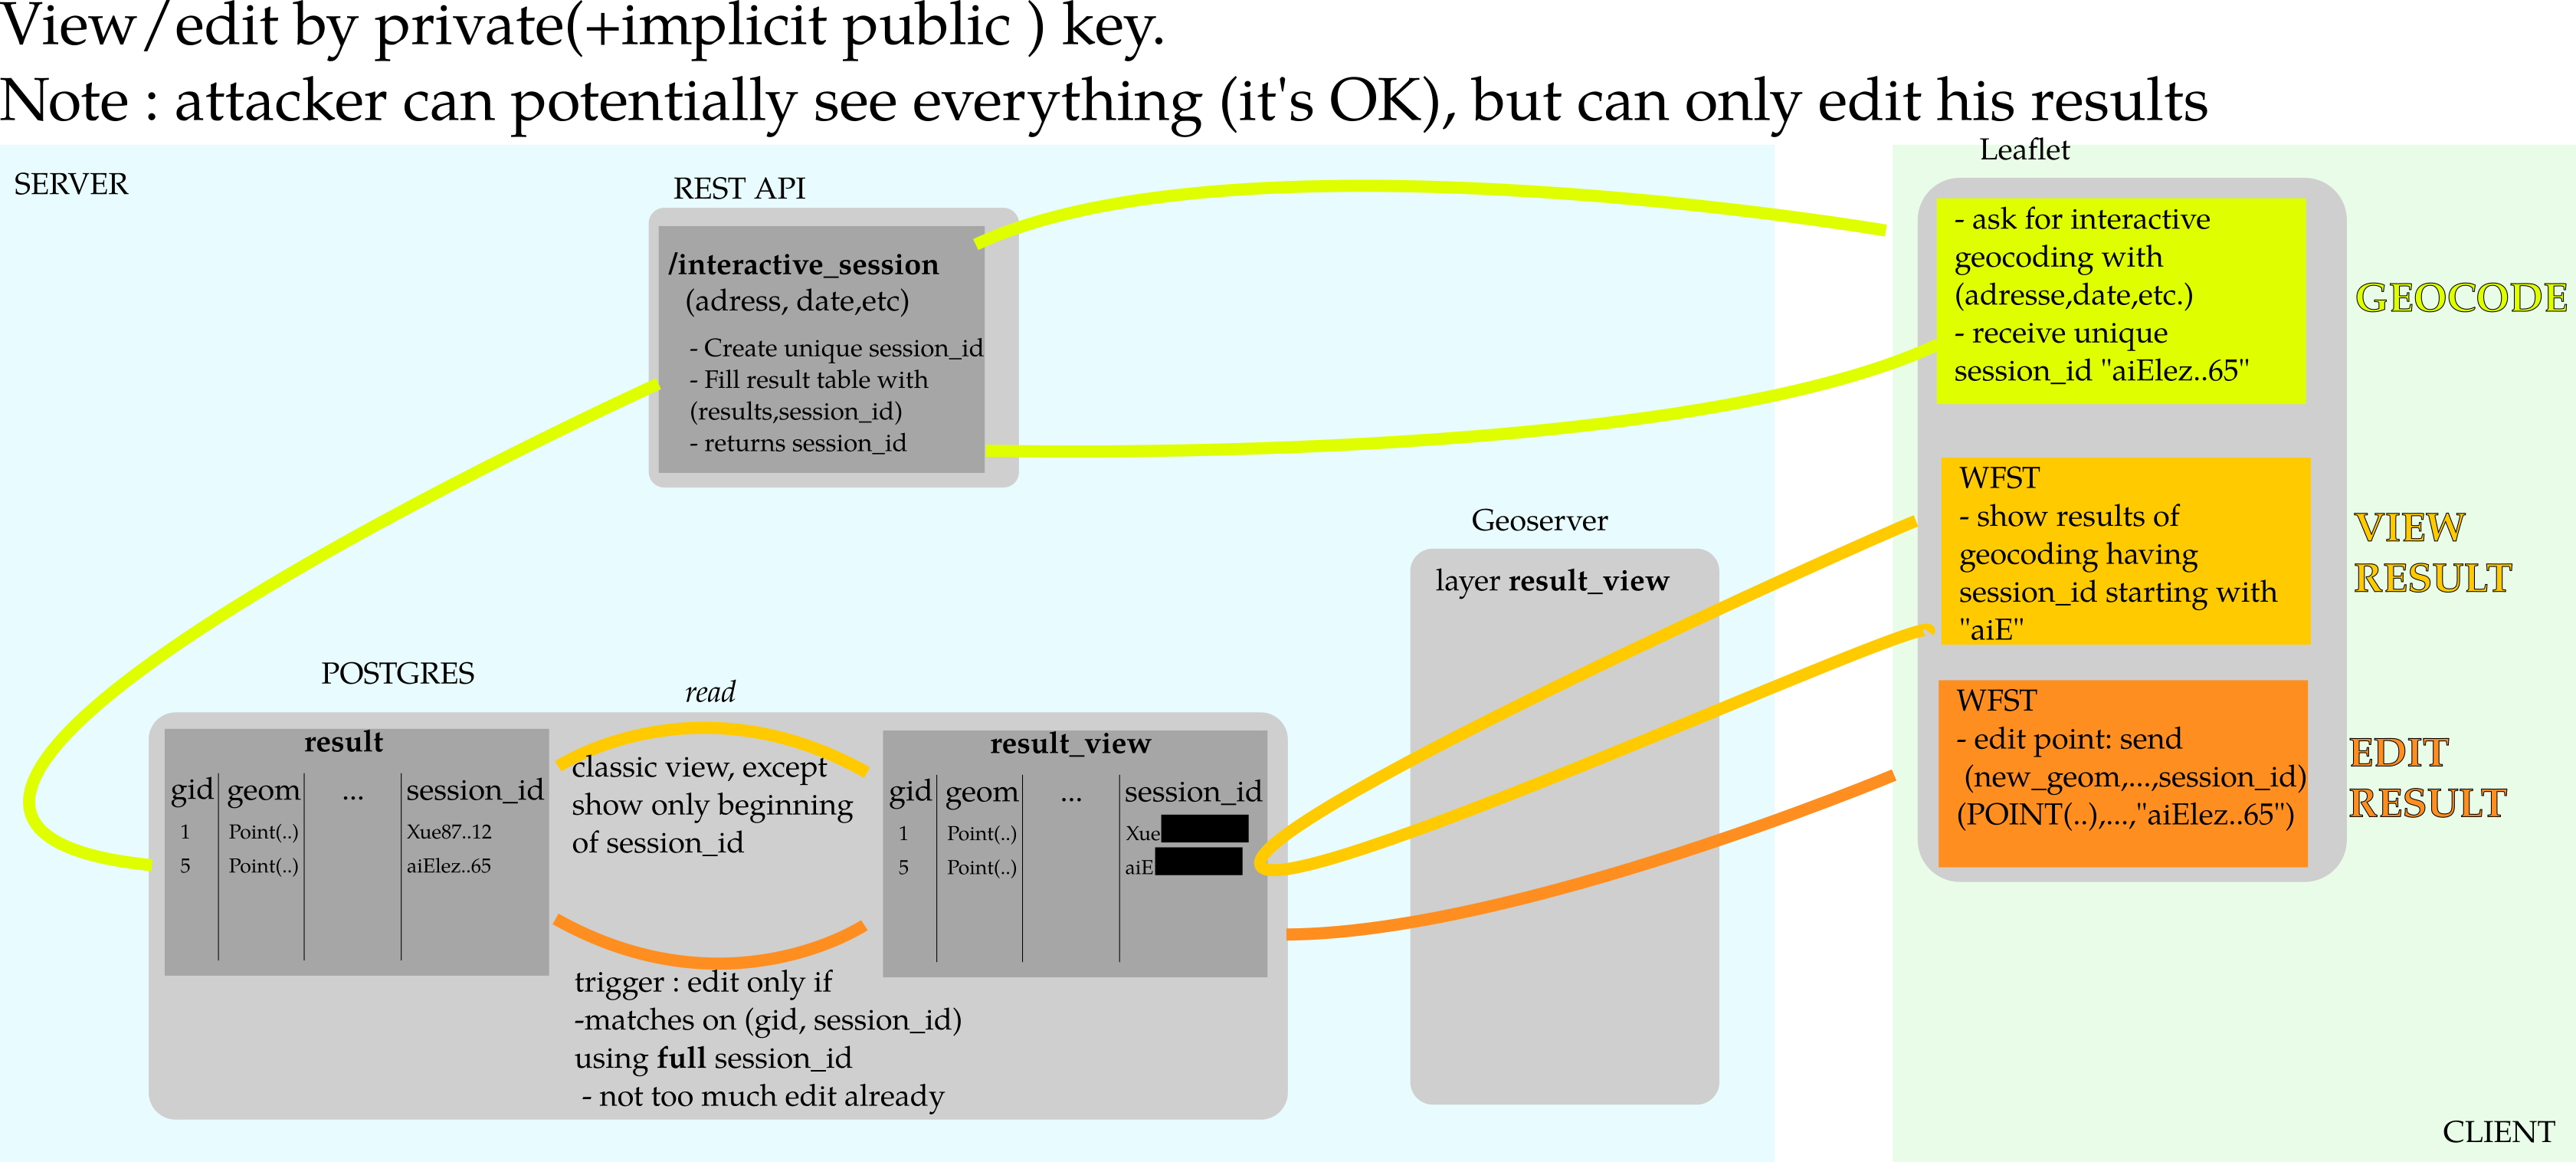 View/edit by private(+implicit public ) key.
Note : attacker can potentially see everything (it's OK), but can only edit his results
SERVER
REST API
/interactive_session
(adress, date,etc)
- Create unique session_id
- Fill result table with
(results,session_id)
- returns session_id
Leaflet
- ask for interactive
geocoding with
(adresse,date,etc.)
- receive unique
session_id "aiElez..65"
GEOCODE
WFST
- show results of
geocoding having
session_id starting with
"aiE"
VIEW
RESULT
WFST
- edit point: send
(new_geom,...,session_id)
(POINT(..),...,"aiElez..65")
EDIT
RESULT
Geoserver
layer result_view
POSTGRES
result
gid geom ... session_id
1 Point(..) Xue87..12
5 Point(..) aiElez..65
read
classic view, except
show only beginning
of session_id
trigger : edit only if
-matches on (gid, session_id)
using full session_id
- not too much edit already
result_view
gid geom ... session_id
1 Point(..) Xue
5 Point(..) aiE
CLIENT